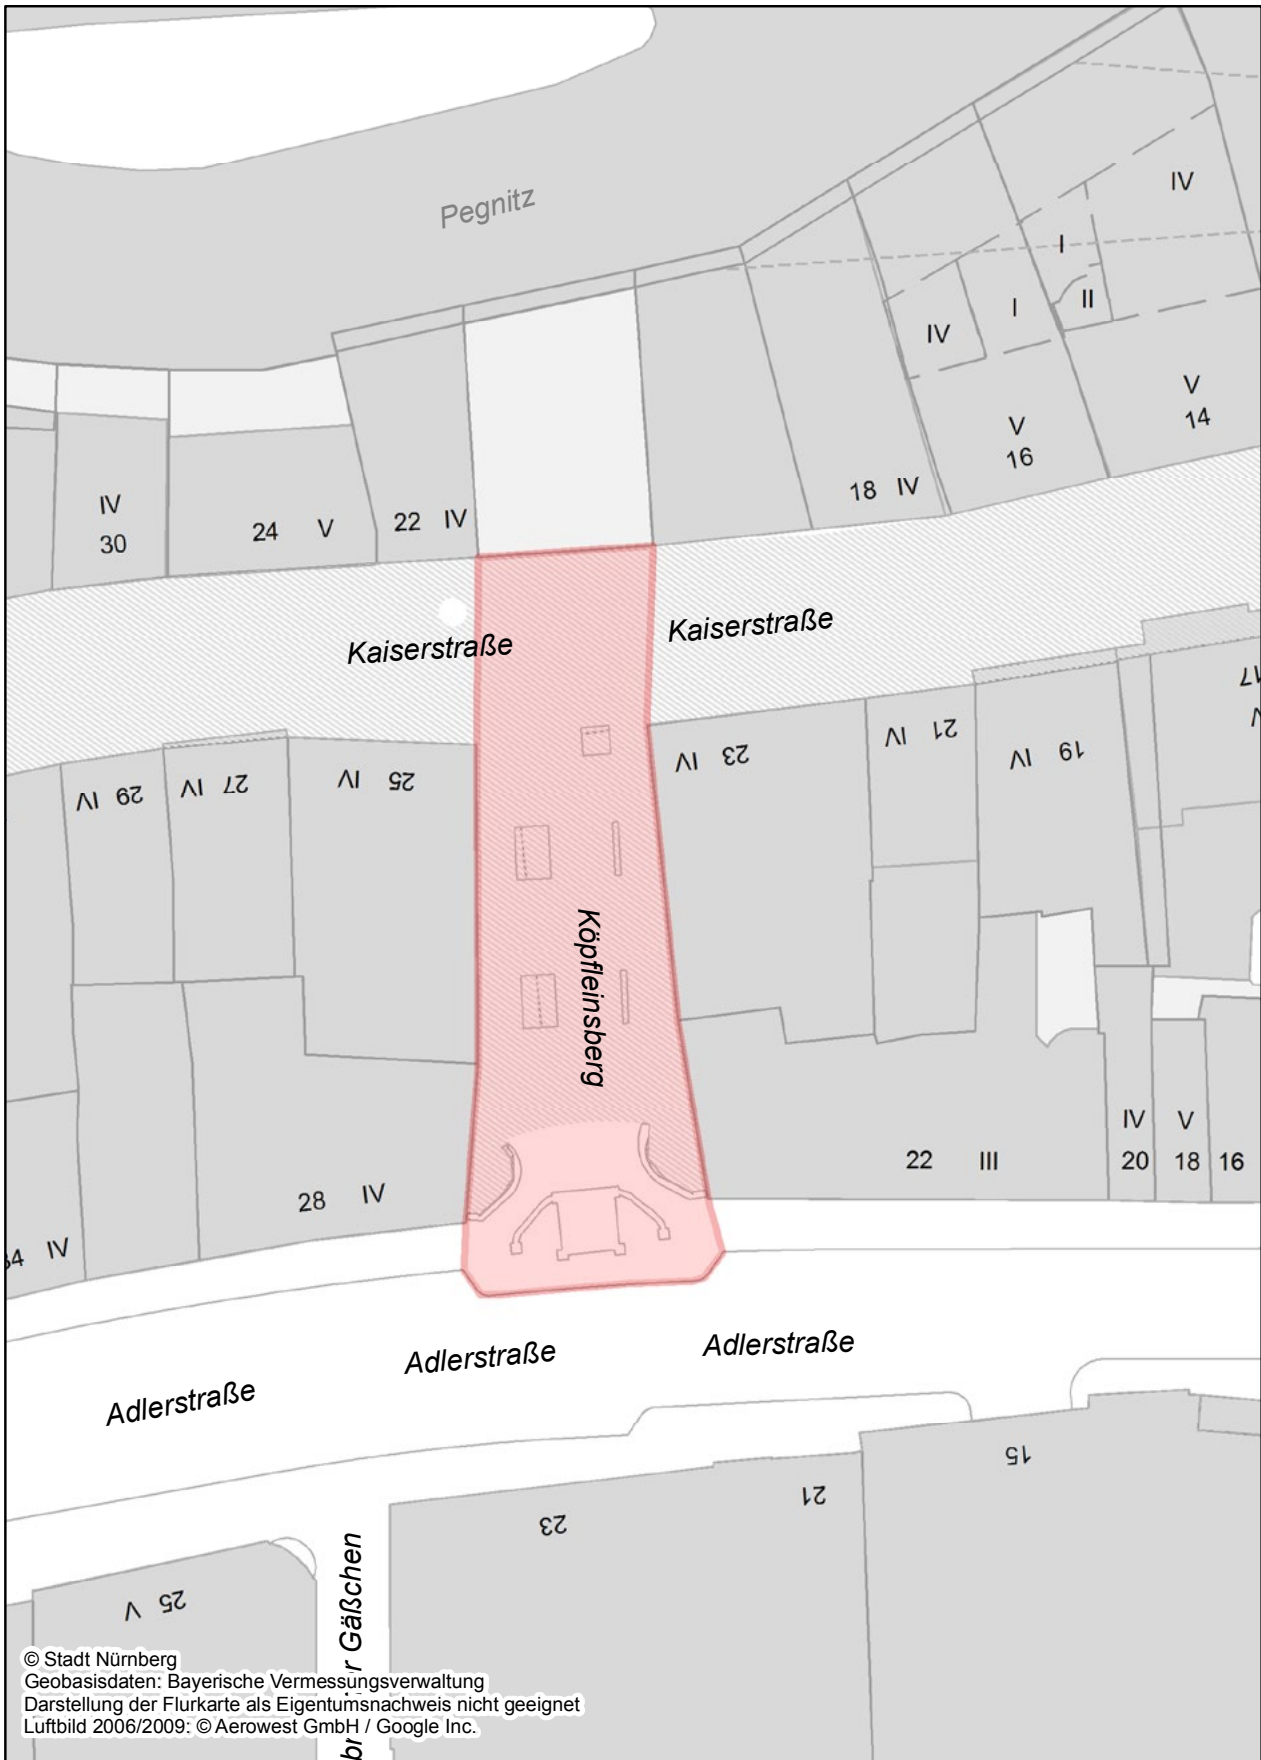 Pegnitz
IV
I
II
IV
I
V
14
V
16
18 IV
IV
30
24 V
22 IV
Kaiserstraße
Kaiserstraße
17
29 IV
27 IV
25 IV
23 IV
21 IV
19 IV
Köpfleinsberg
IV
20
V
18
16
22 III
28 IV
34 IV
Adlerstraße
Adlerstraße
Adlerstraße
15
21
23
25 V
Gäßchen
© Stadt Nürnberg
Geobasisdaten: Bayerische Vermessungsverwaltung
Darstellung der Flurkarte als Eigentumsnachweis nicht geeignet
Luftbild 2006/2009: © Aerowest GmbH / Google Inc.